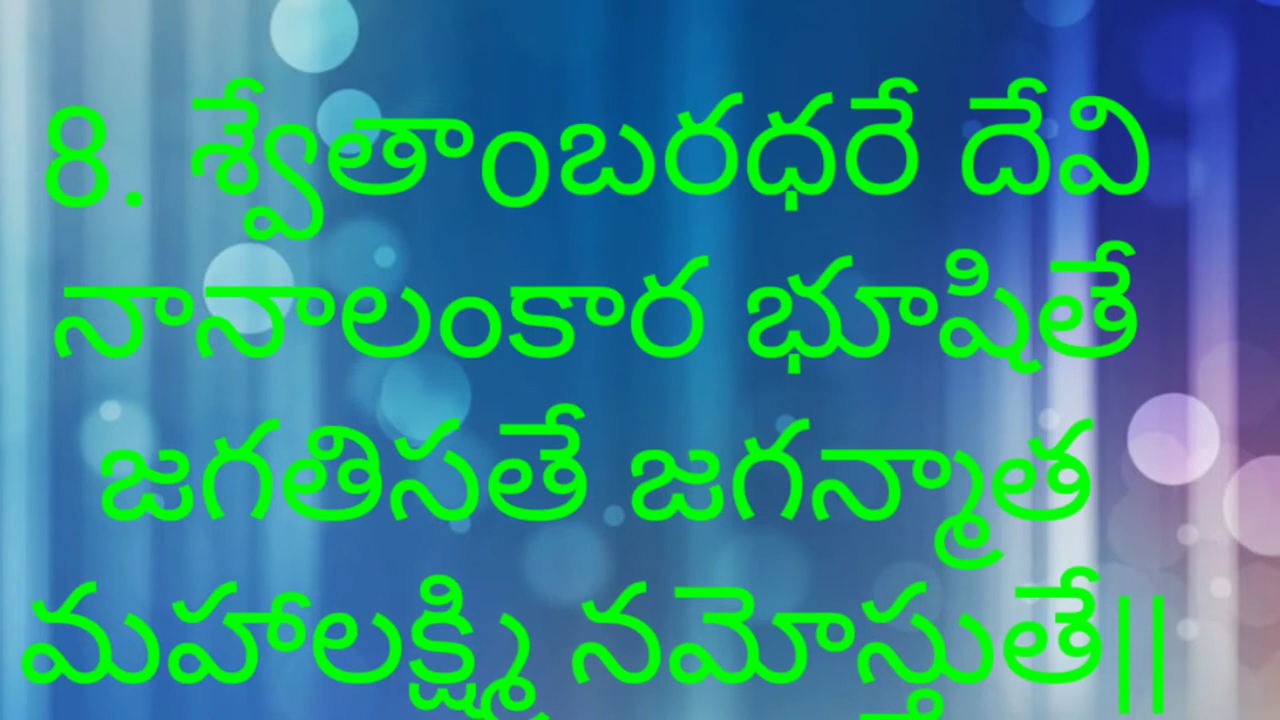 8. శ్వేతాంబరధరే దేవి
నానాలంకార భూషితే
జగతిసతే జగన్మాత
మహాలక్ష్మి నమోస్తుతే||